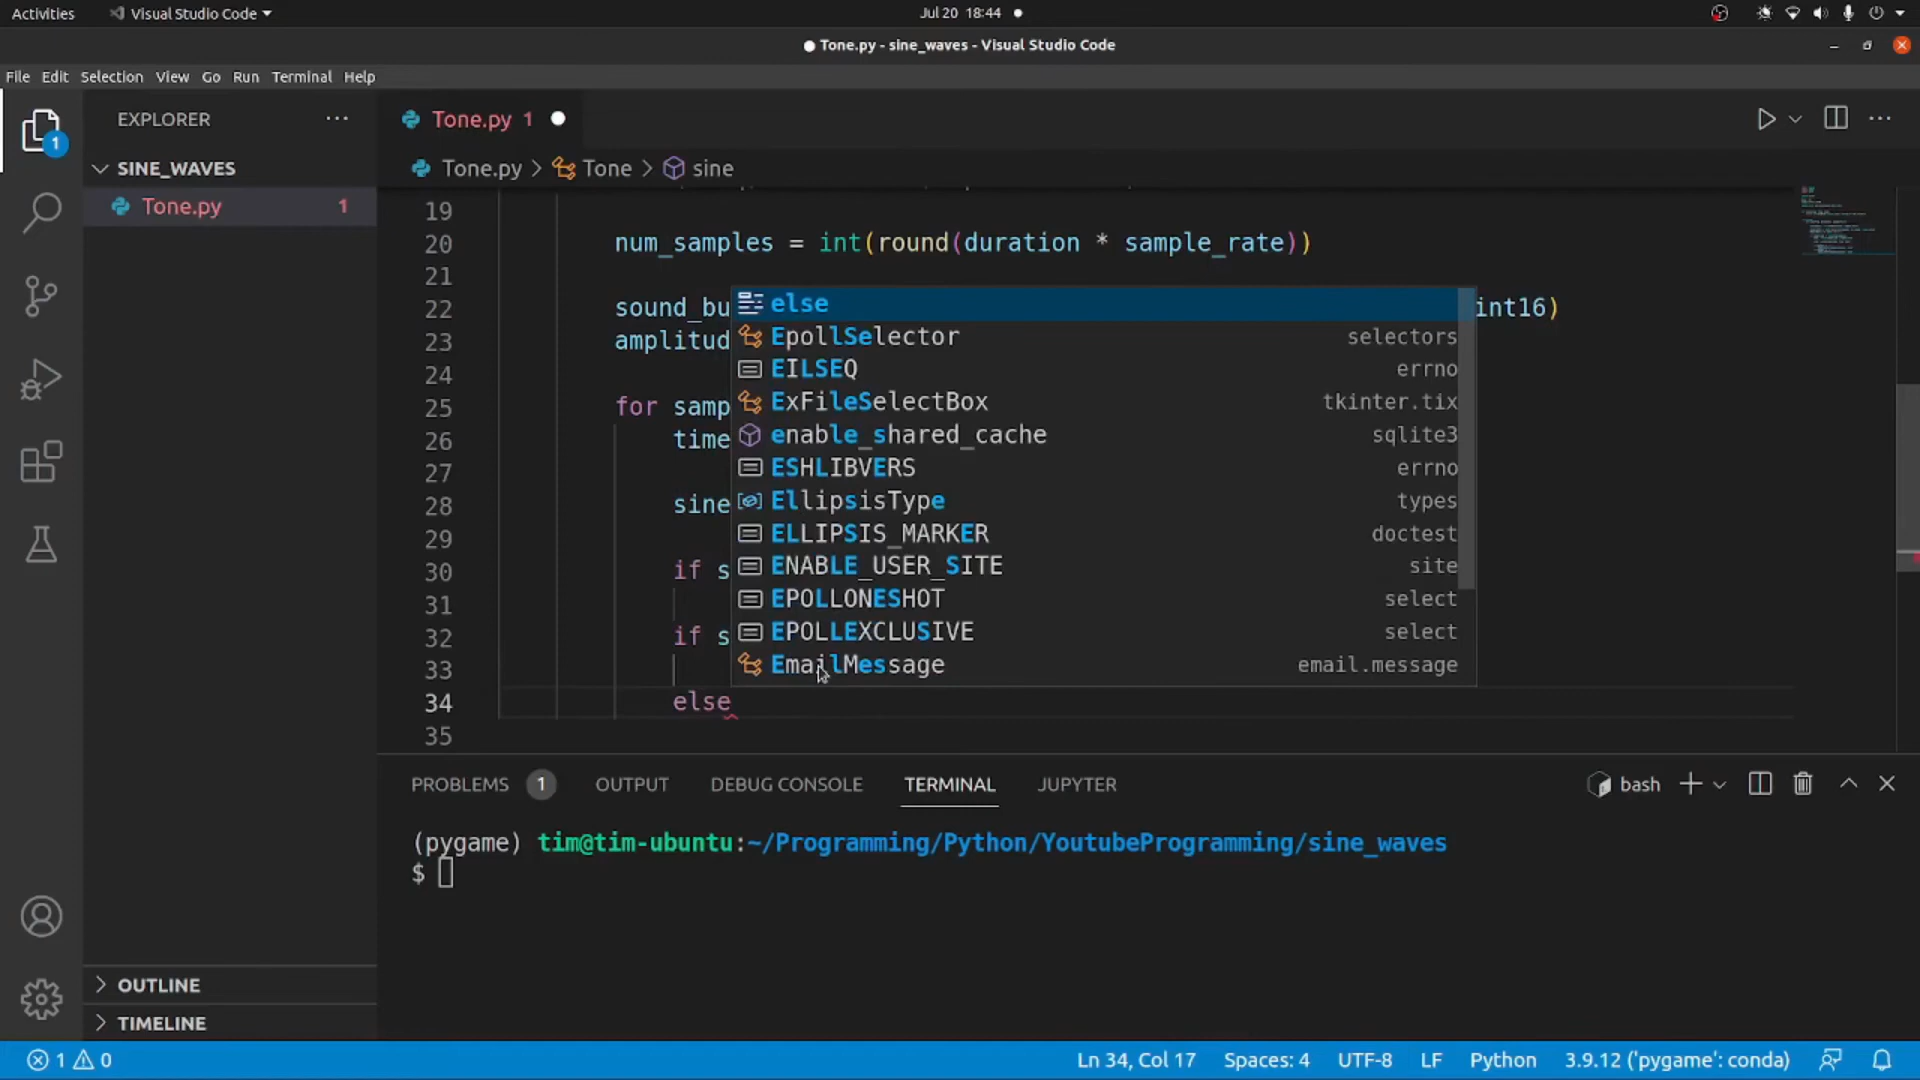 Activities Visual Studio Code Jul 20 18:44
Tone.py - sine_waves - Visual Studio Code
File Edit Selection View Go Run Terminal Help
EXPLORER
1
SINE_WAVES
Tone.py 1
Tone.py 1
Tone.py > Tone > sine
19
20 num_samples = int(round(duration * sample_rate))
21
22 sound_bu int16)
23 amplitud
24
25 for samp
26 time
27
28 sine
29
30 if s
31
32 if s
33
34 else
35
else
EpollSelector selectors
EILSEQ errno
ExFileSelectBox tkinter.tix
enable_shared_cache sqlite3
ESHLIBVERS errno
EllipsisType types
ELLIPSIS_MARKER doctest
ENABLE_USER_SITE site
EPOLLONESHOT select
EPOLLEXCLUSIVE select
EmailMessage email.message
PROBLEMS 1 OUTPUT DEBUG CONSOLE TERMINAL JUPYTER bash
(pygame) tim@tim-ubuntu:~/Programming/Python/YoutubeProgramming/sine_waves
$
OUTLINE
TIMELINE
1 0 Ln 34, Col 17 Spaces: 4 UTF-8 LF Python 3.9.12 ('pygame': conda)